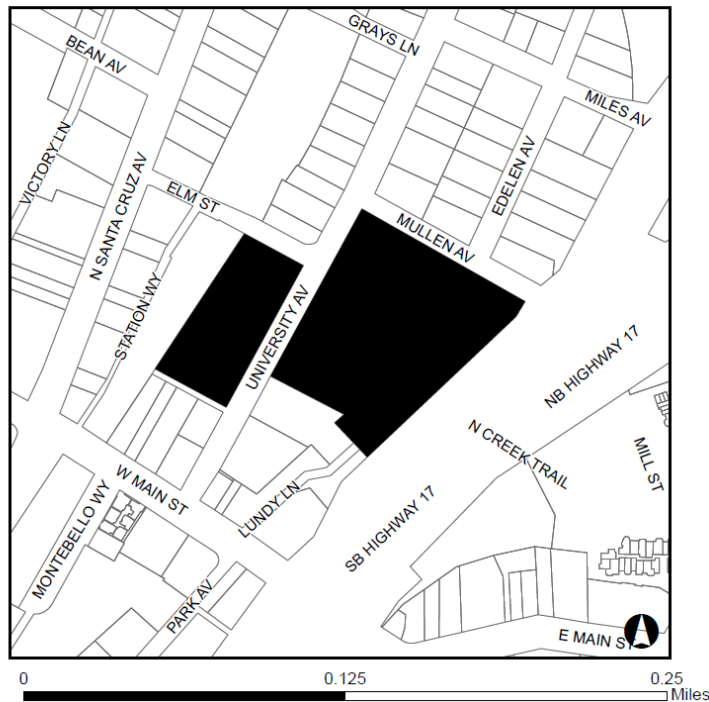 GRAYS LN
BEAN AV
MILES AV
VICTORY LN
EDELEN AV
N SANTA CRUZ AV
ELM ST
MULLEN AV
STATION WY
UNIVERSITY AV
NB HIGHWAY 17
N CREEK TRAIL
MILL ST
W MAIN ST
LUNDY LN
SB HIGHWAY 17
MONTEBELLO WY
PARK AV
E MAIN ST
0 0.125 0.25
Miles